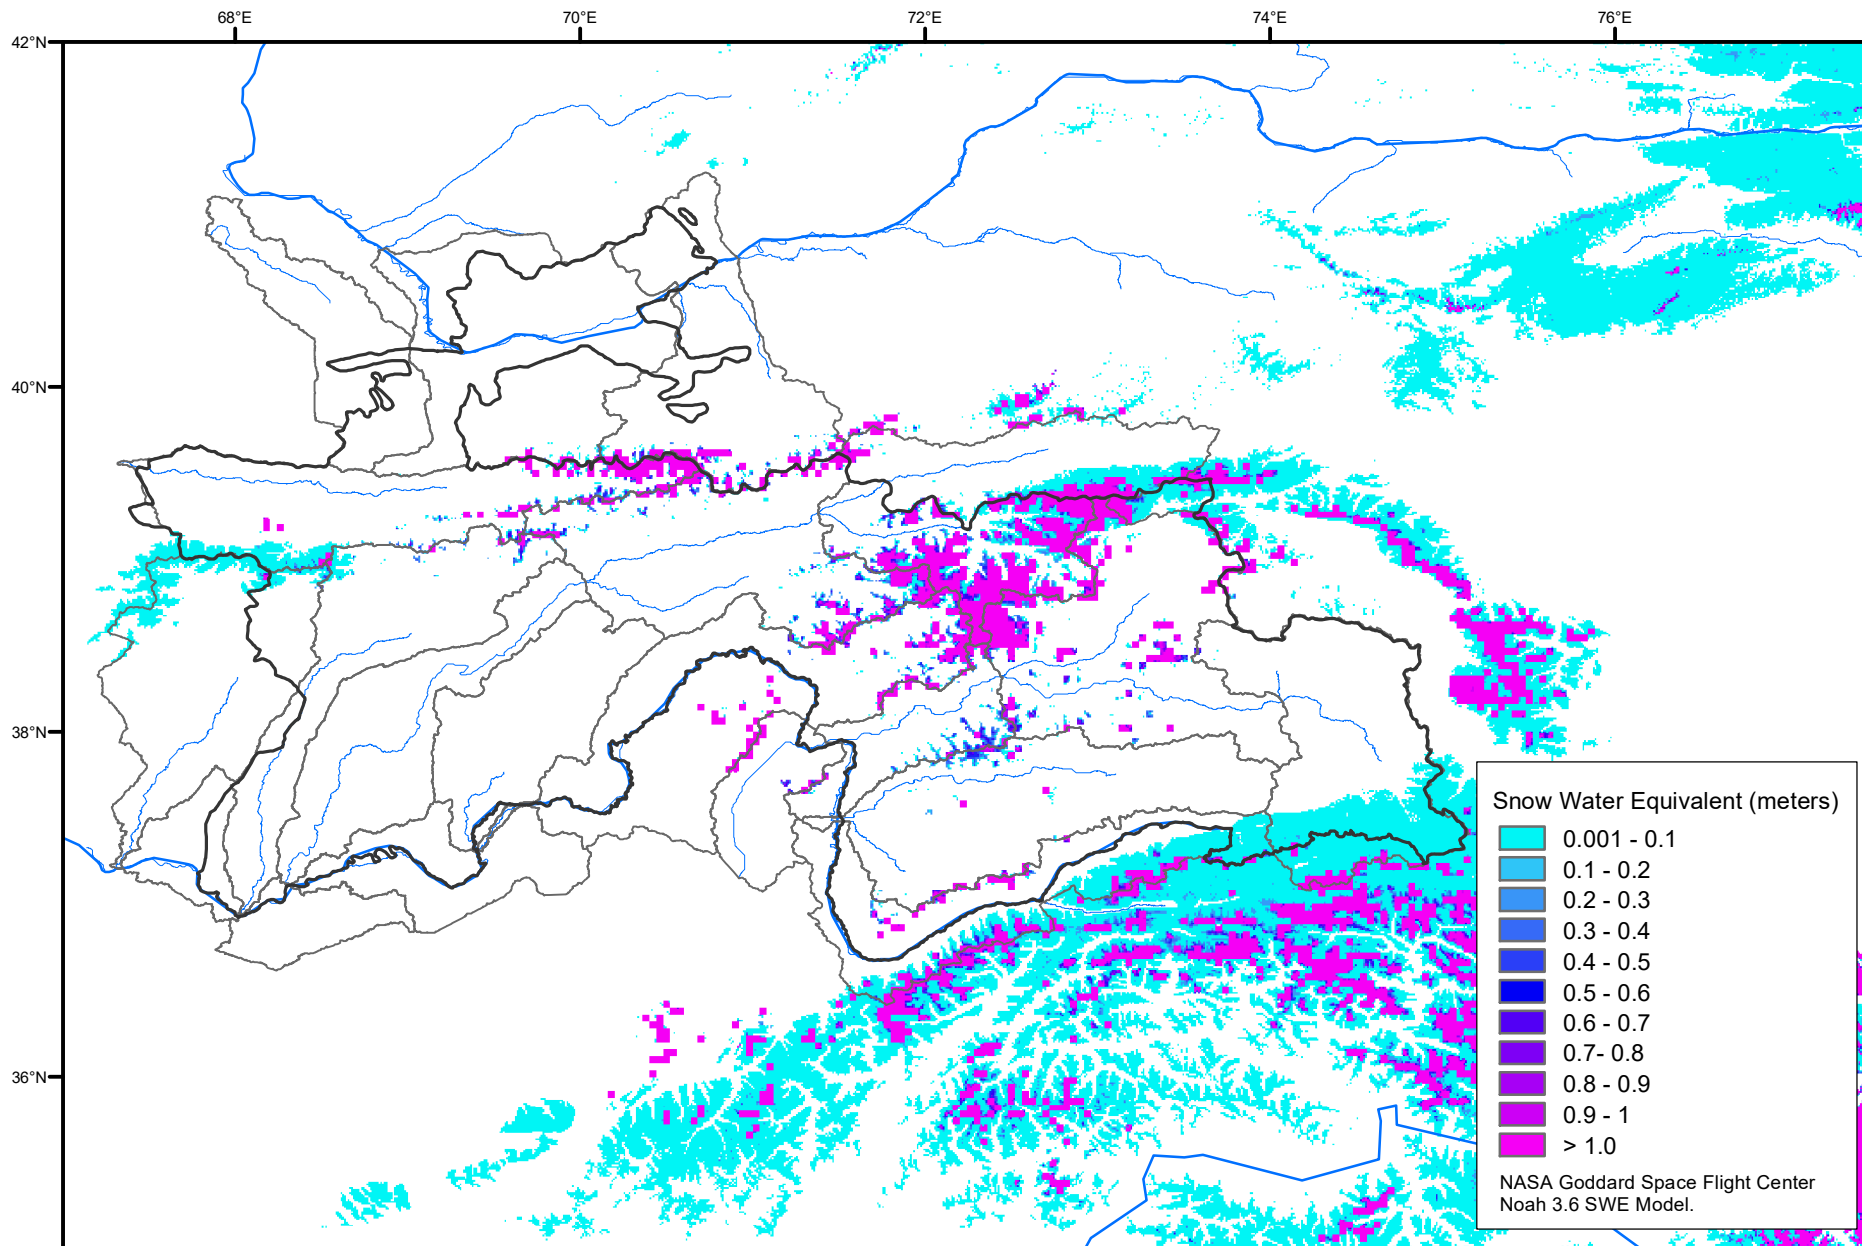 68°E
70°E
72°E
74°E
76°E
42°N
40°N
38°N
36°N
Snow Water Equivalent (meters)
0.001 - 0.1
0.1 - 0.2
0.2 - 0.3
0.3 - 0.4
0.4 - 0.5
0.5 - 0.6
0.6 - 0.7
0.7- 0.8
0.8 - 0.9
0.9 - 1
> 1.0
NASA Goddard Space Flight Center
Noah 3.6 SWE Model.